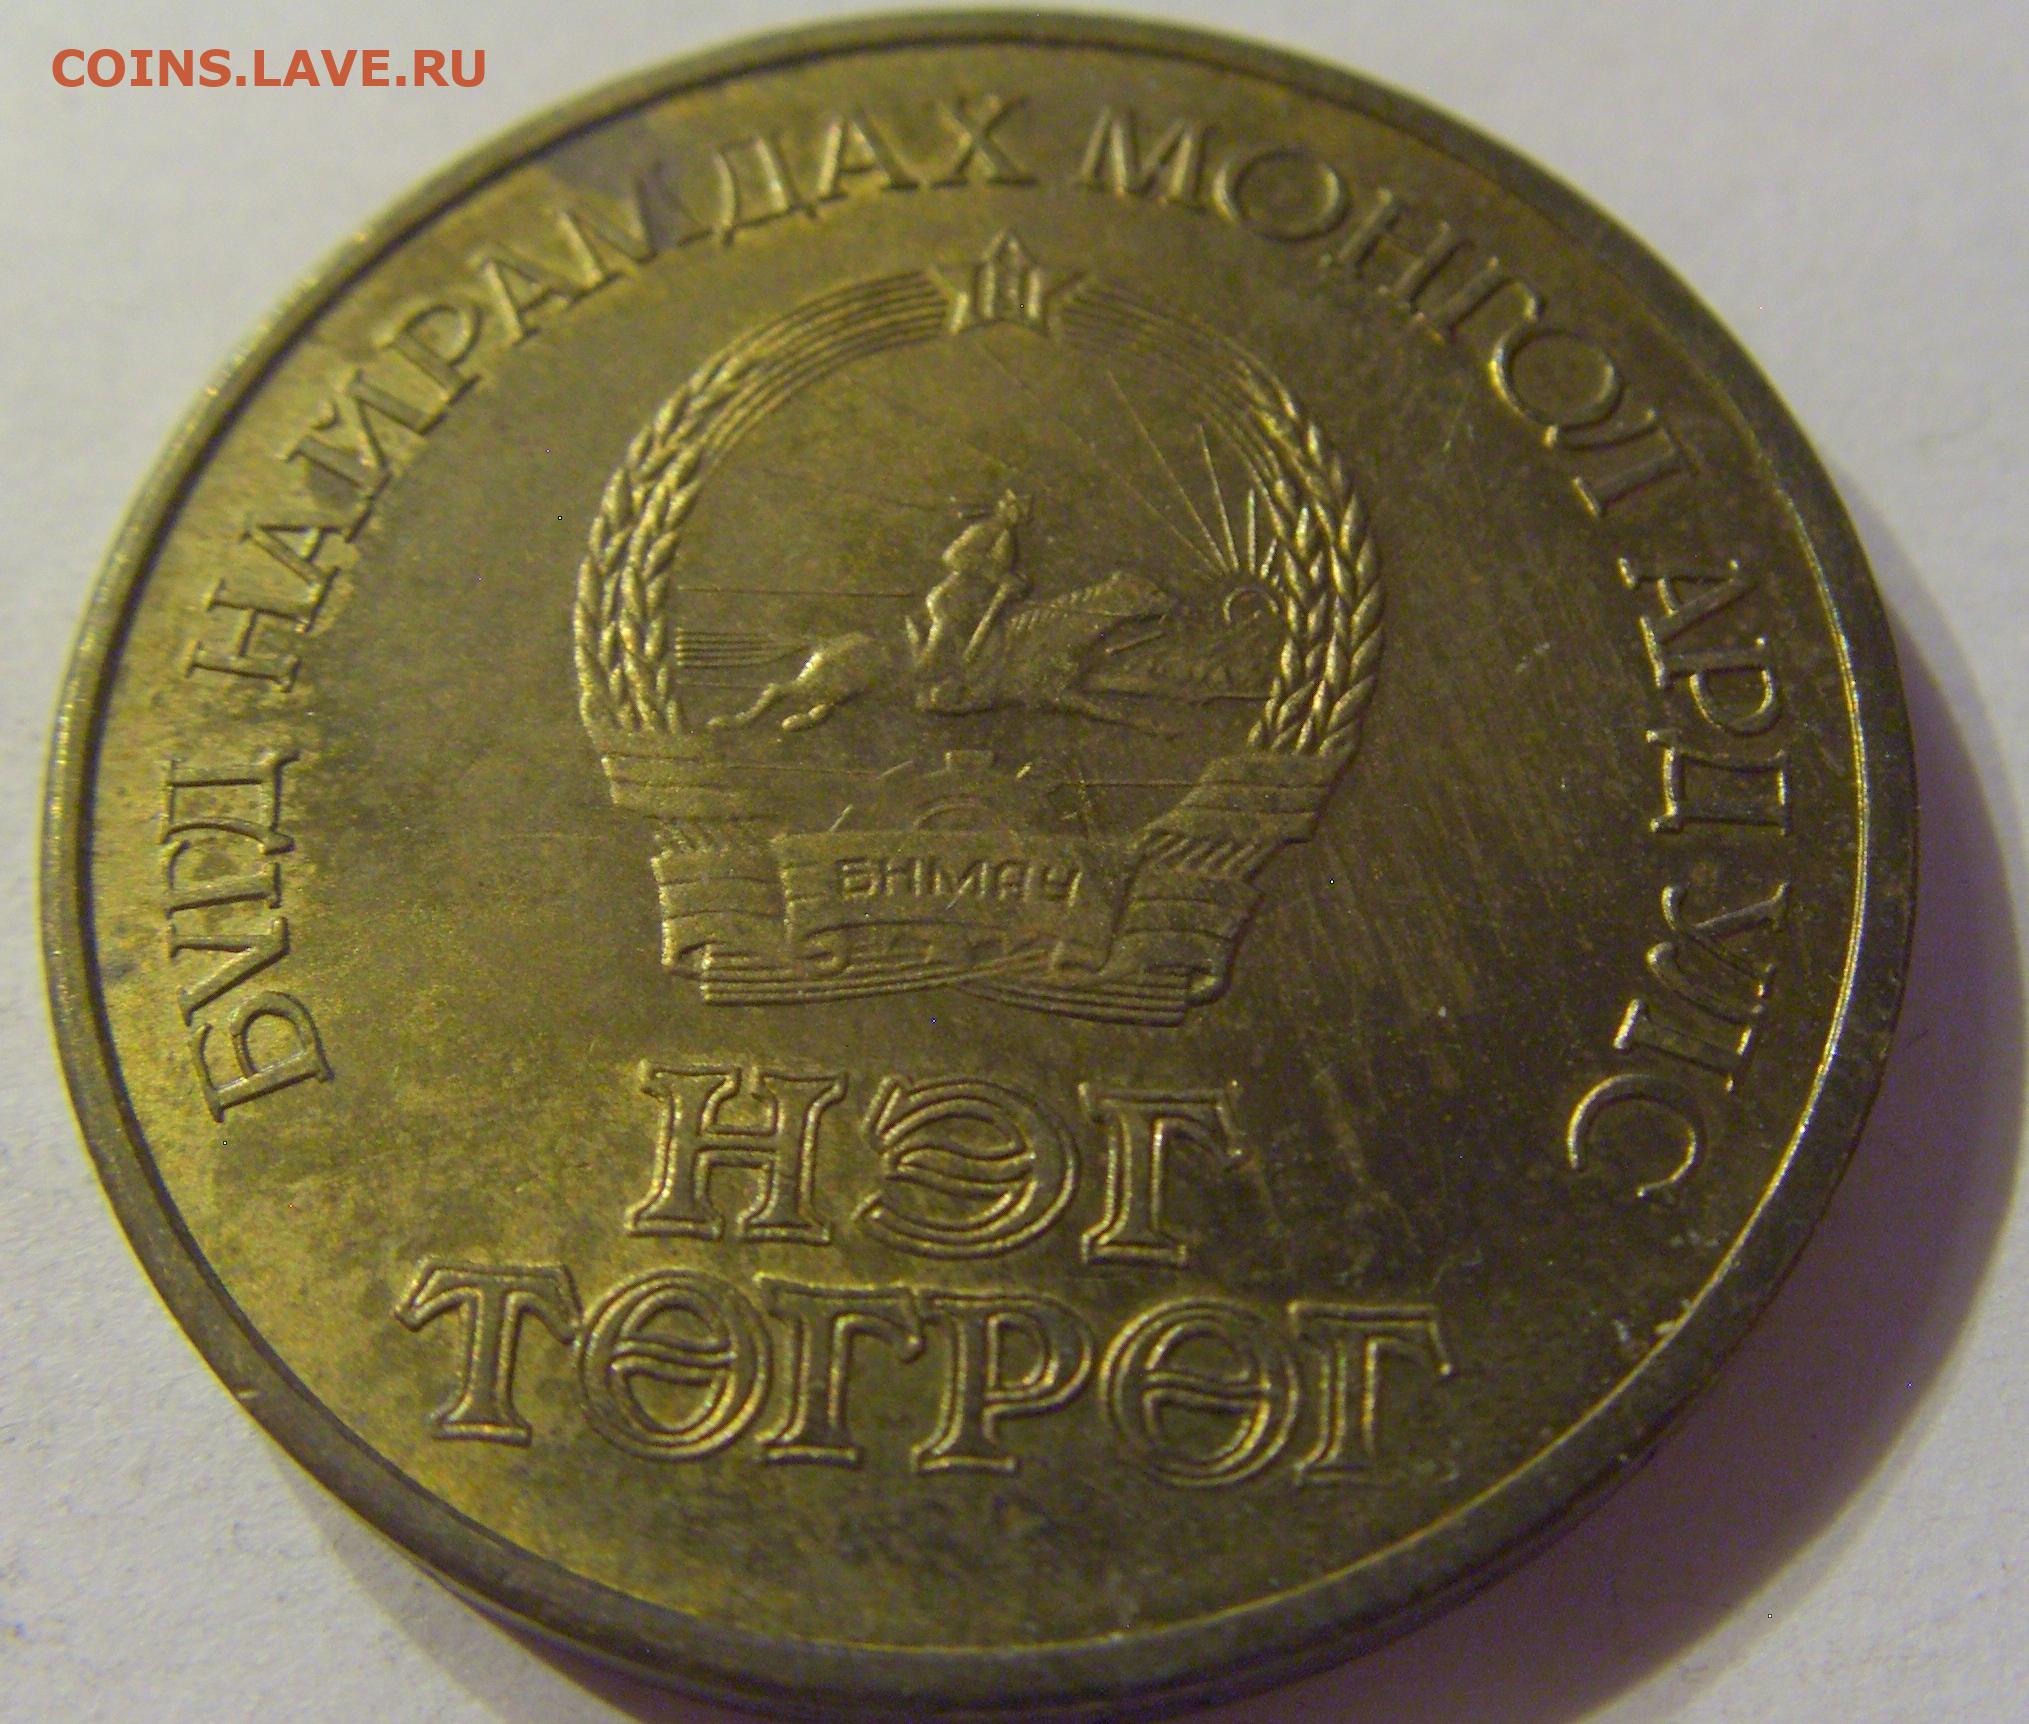 COINS.LAVE.RU
БҮГД НАЙРАМДАХ МОНГОЛ АРД УЛС
БНМАУ
НЭГ
ТӨГРӨГ